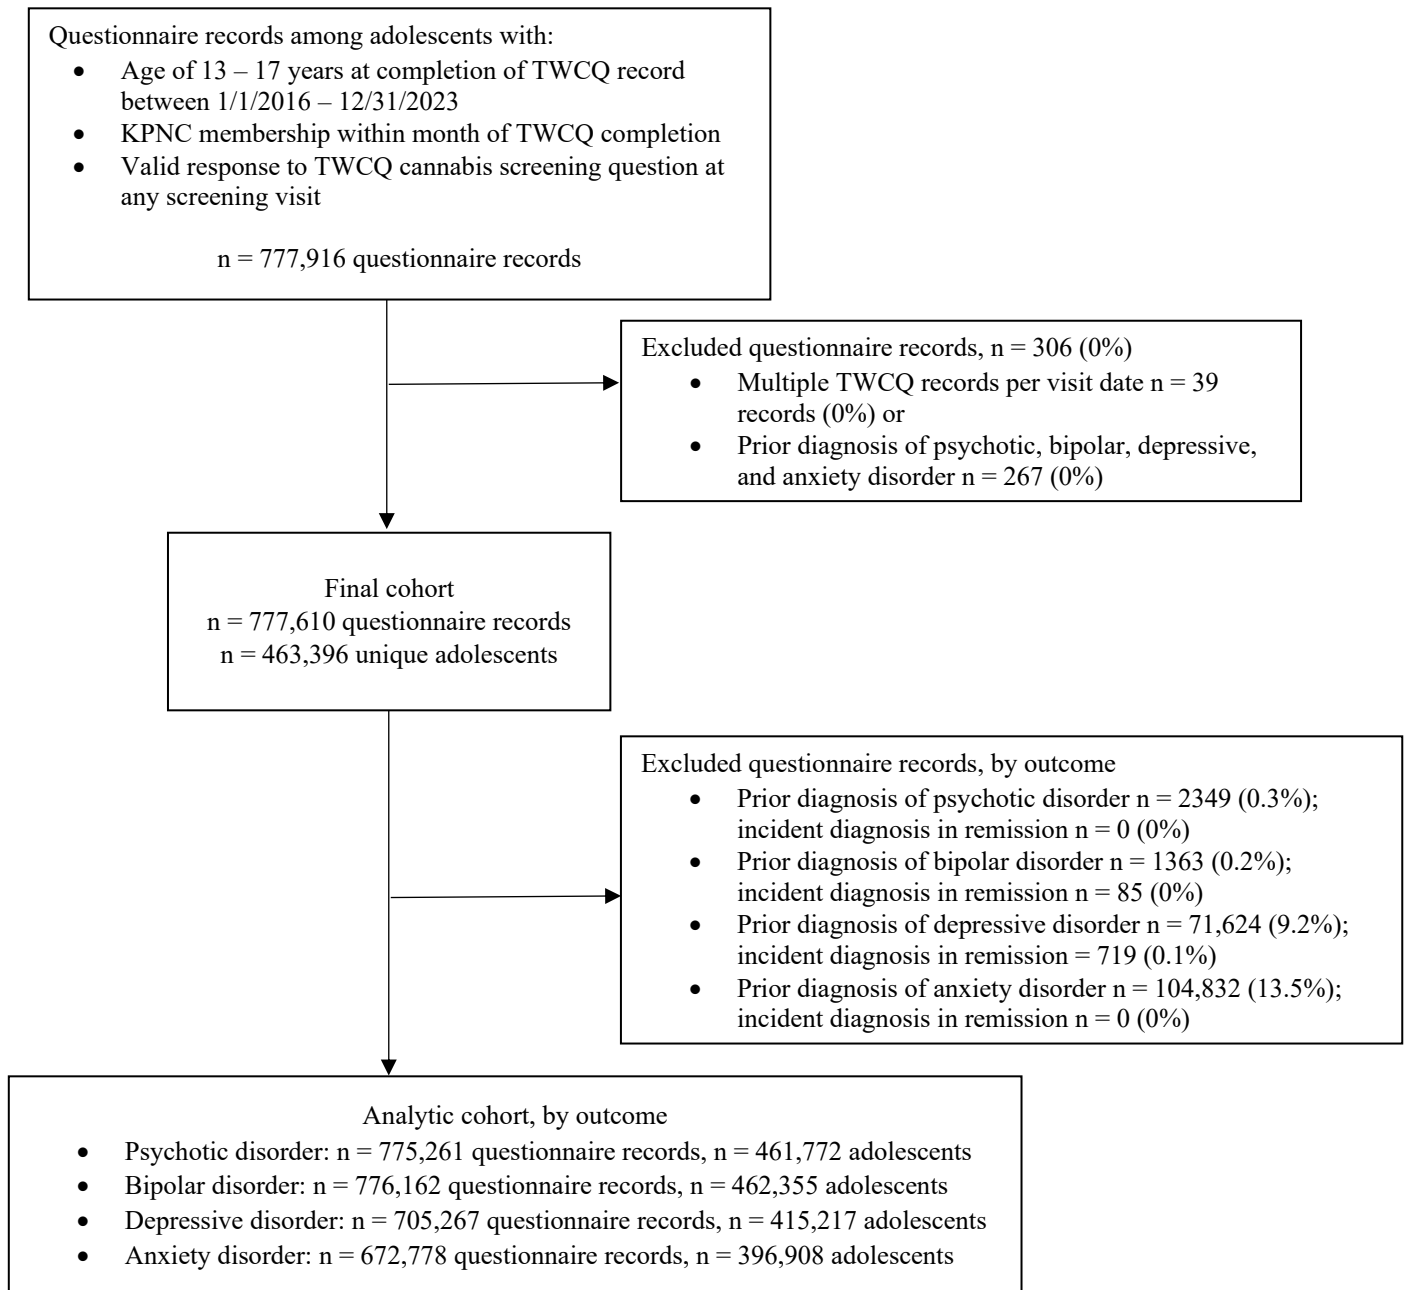 Questionnaire records among adolescents with:
• Age of 13 – 17 years at completion of TWCQ record
between 1/1/2016 – 12/31/2023
• KPNC membership within month of TWCQ completion
• Valid response to TWCQ cannabis screening question at
any screening visit
n = 777,916 questionnaire records
Excluded questionnaire records, n = 306 (0%)
• Multiple TWCQ records per visit date n = 39
records (0%) or
• Prior diagnosis of psychotic, bipolar, depressive,
and anxiety disorder n = 267 (0%)
Final cohort
n = 777,610 questionnaire records
n = 463,396 unique adolescents
Excluded questionnaire records, by outcome
• Prior diagnosis of psychotic disorder n = 2349 (0.3%);
incident diagnosis in remission n = 0 (0%)
• Prior diagnosis of bipolar disorder n = 1363 (0.2%);
incident diagnosis in remission n = 85 (0%)
• Prior diagnosis of depressive disorder n = 71,624 (9.2%);
incident diagnosis in remission = 719 (0.1%)
• Prior diagnosis of anxiety disorder n = 104,832 (13.5%);
incident diagnosis in remission n = 0 (0%)
Analytic cohort, by outcome
• Psychotic disorder: n = 775,261 questionnaire records, n = 461,772 adolescents
• Bipolar disorder: n = 776,162 questionnaire records, n = 462,355 adolescents
• Depressive disorder: n = 705,267 questionnaire records, n = 415,217 adolescents
• Anxiety disorder: n = 672,778 questionnaire records, n = 396,908 adolescents